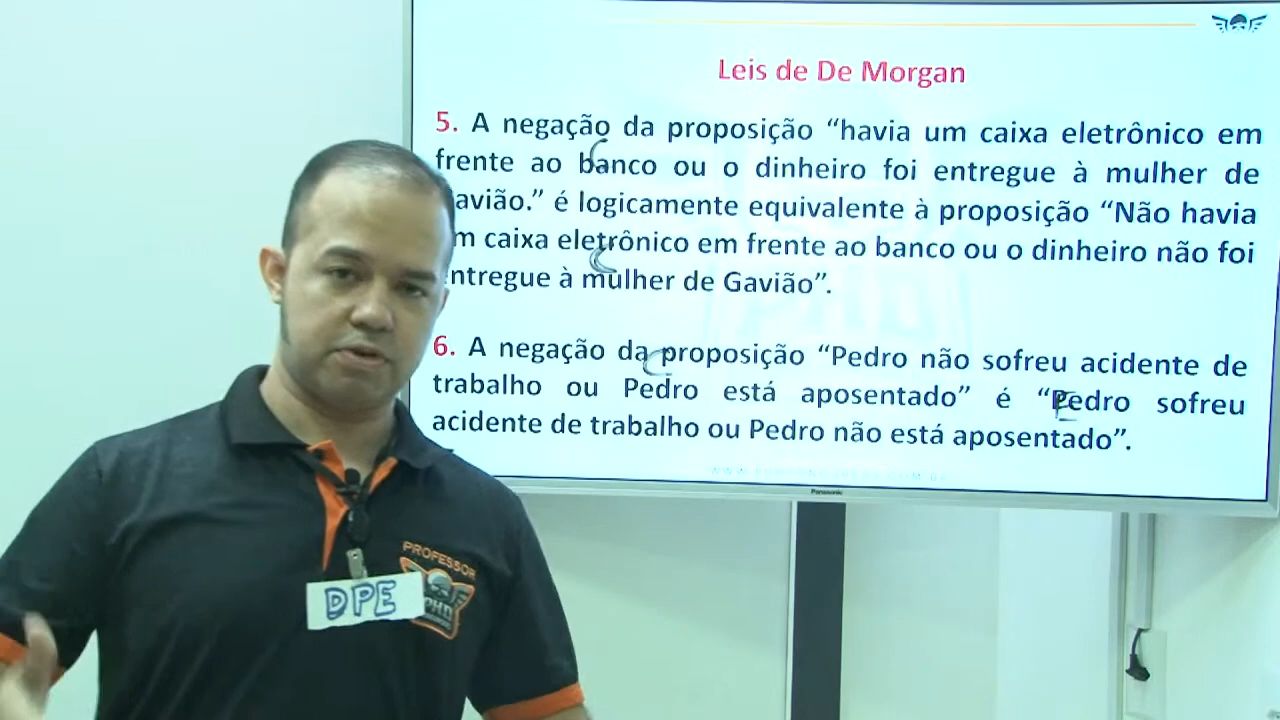 Leis de De Morgan
5. A negação da proposição “havia um caixa eletrônico em
frente ao banco ou o dinheiro foi entregue à mulher de
avião.” é logicamente equivalente à proposição “Não havia
m caixa eletrônico em frente ao banco ou o dinheiro não foi
ntregue à mulher de Gavião”.
6. A negação da proposição “Pedro não sofreu acidente de
trabalho ou Pedro está aposentado” é “Pedro sofreu
acidente de trabalho ou Pedro não está aposentado”.
Panasonic
PROFESSOR
PHD
DPE